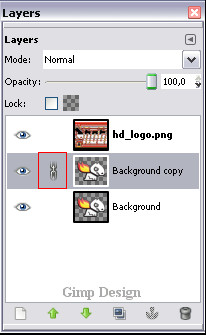 Layers
Layers
Mode: Normal
Opacity: 100,0
Lock:
hd_logo.png
Background copy
Background
Gimp Design